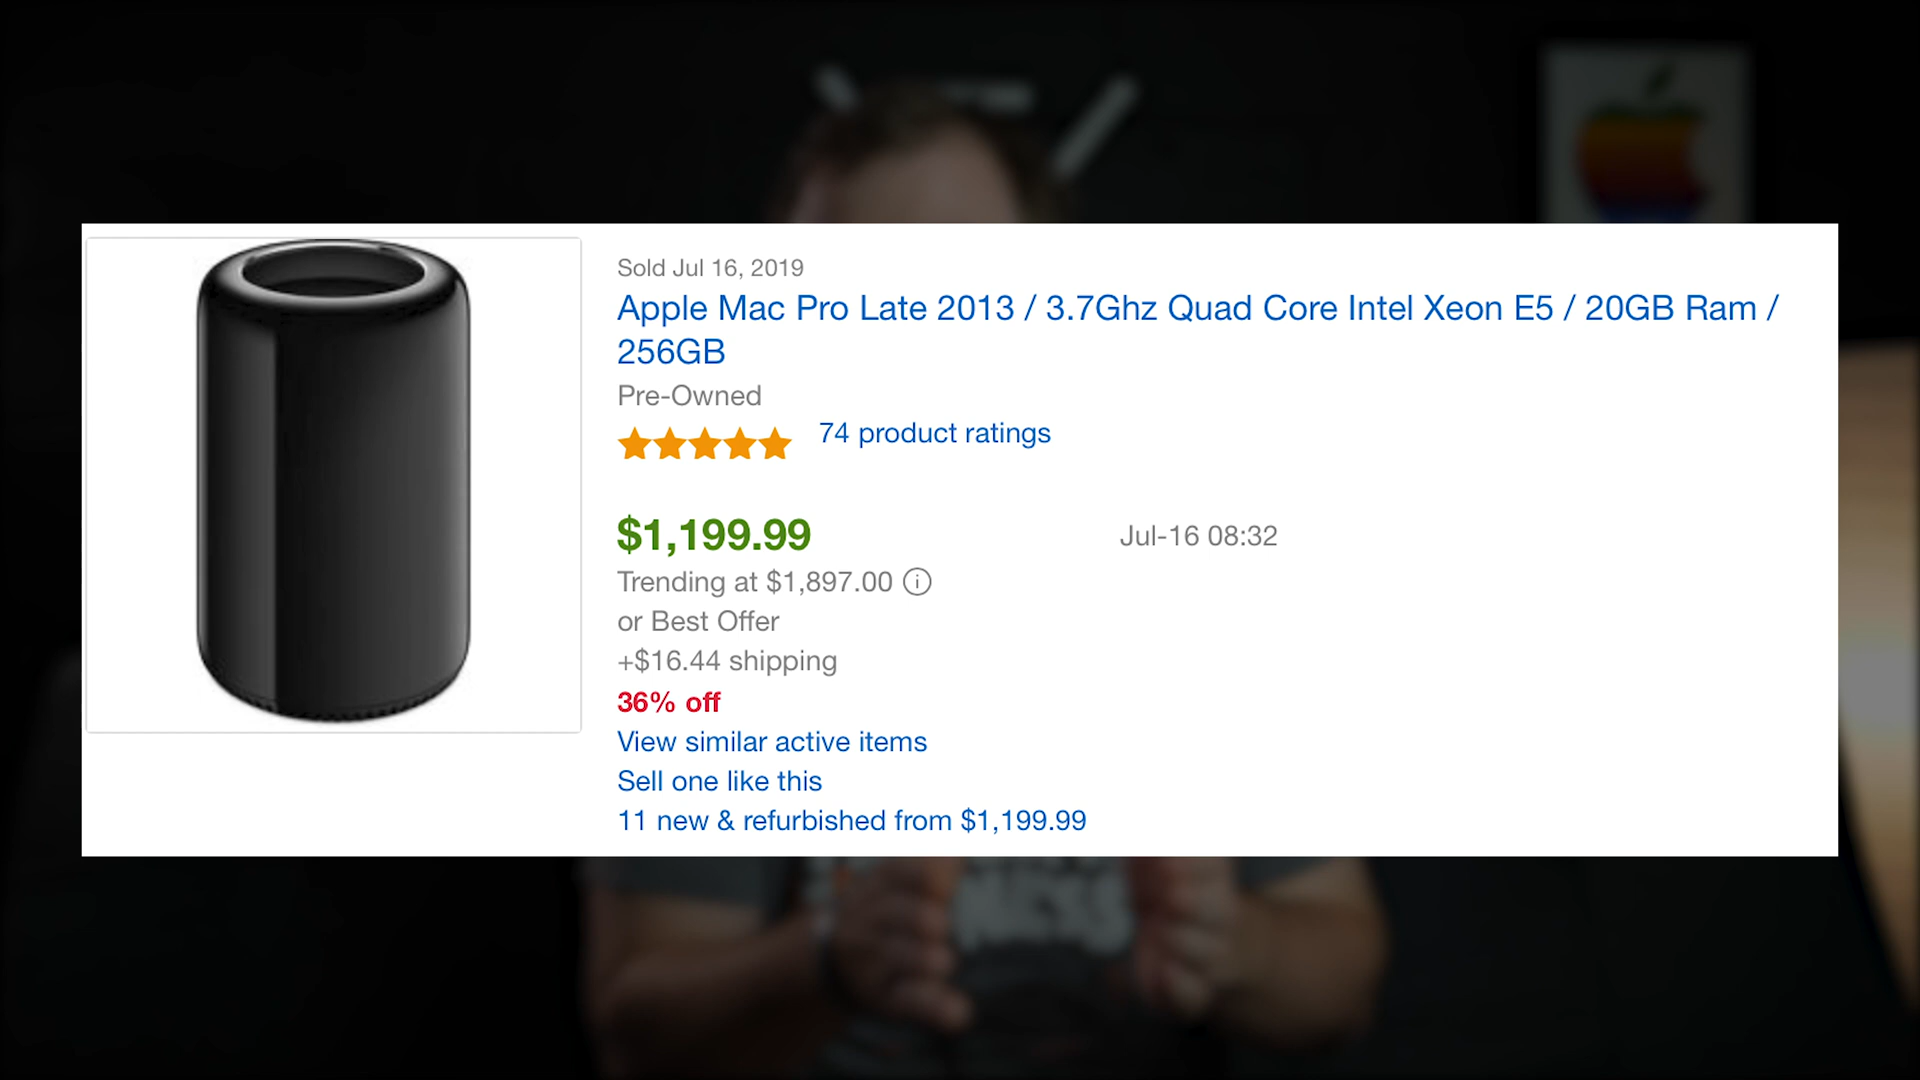 Sold Jul 16, 2019
Apple Mac Pro Late 2013 / 3.7Ghz Quad Core Intel Xeon E5 / 20GB Ram /
256GB
Pre-Owned
74 product ratings
$1,199.99
Jul-16 08:32
Trending at $1,897.00
or Best Offer
+$16.44 shipping
36% off
View similar active items
Sell one like this
11 new & refurbished from $1,199.99